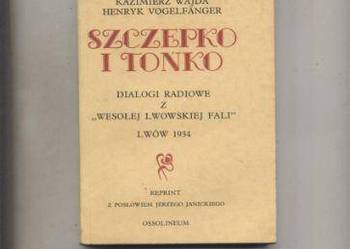 KAZIMIERZ WAJDA
HENRYK VOGELFÄNGER
SZCZEPKO
I TOŃKO
DIALOGI RADIOWE
Z
„WESOŁEJ LWOWSKIEJ FALI"
LWÓW 1934
REPRINT
Z POSŁOWIEM JERZEGO JANICKIEGO
OSSOLINEUM